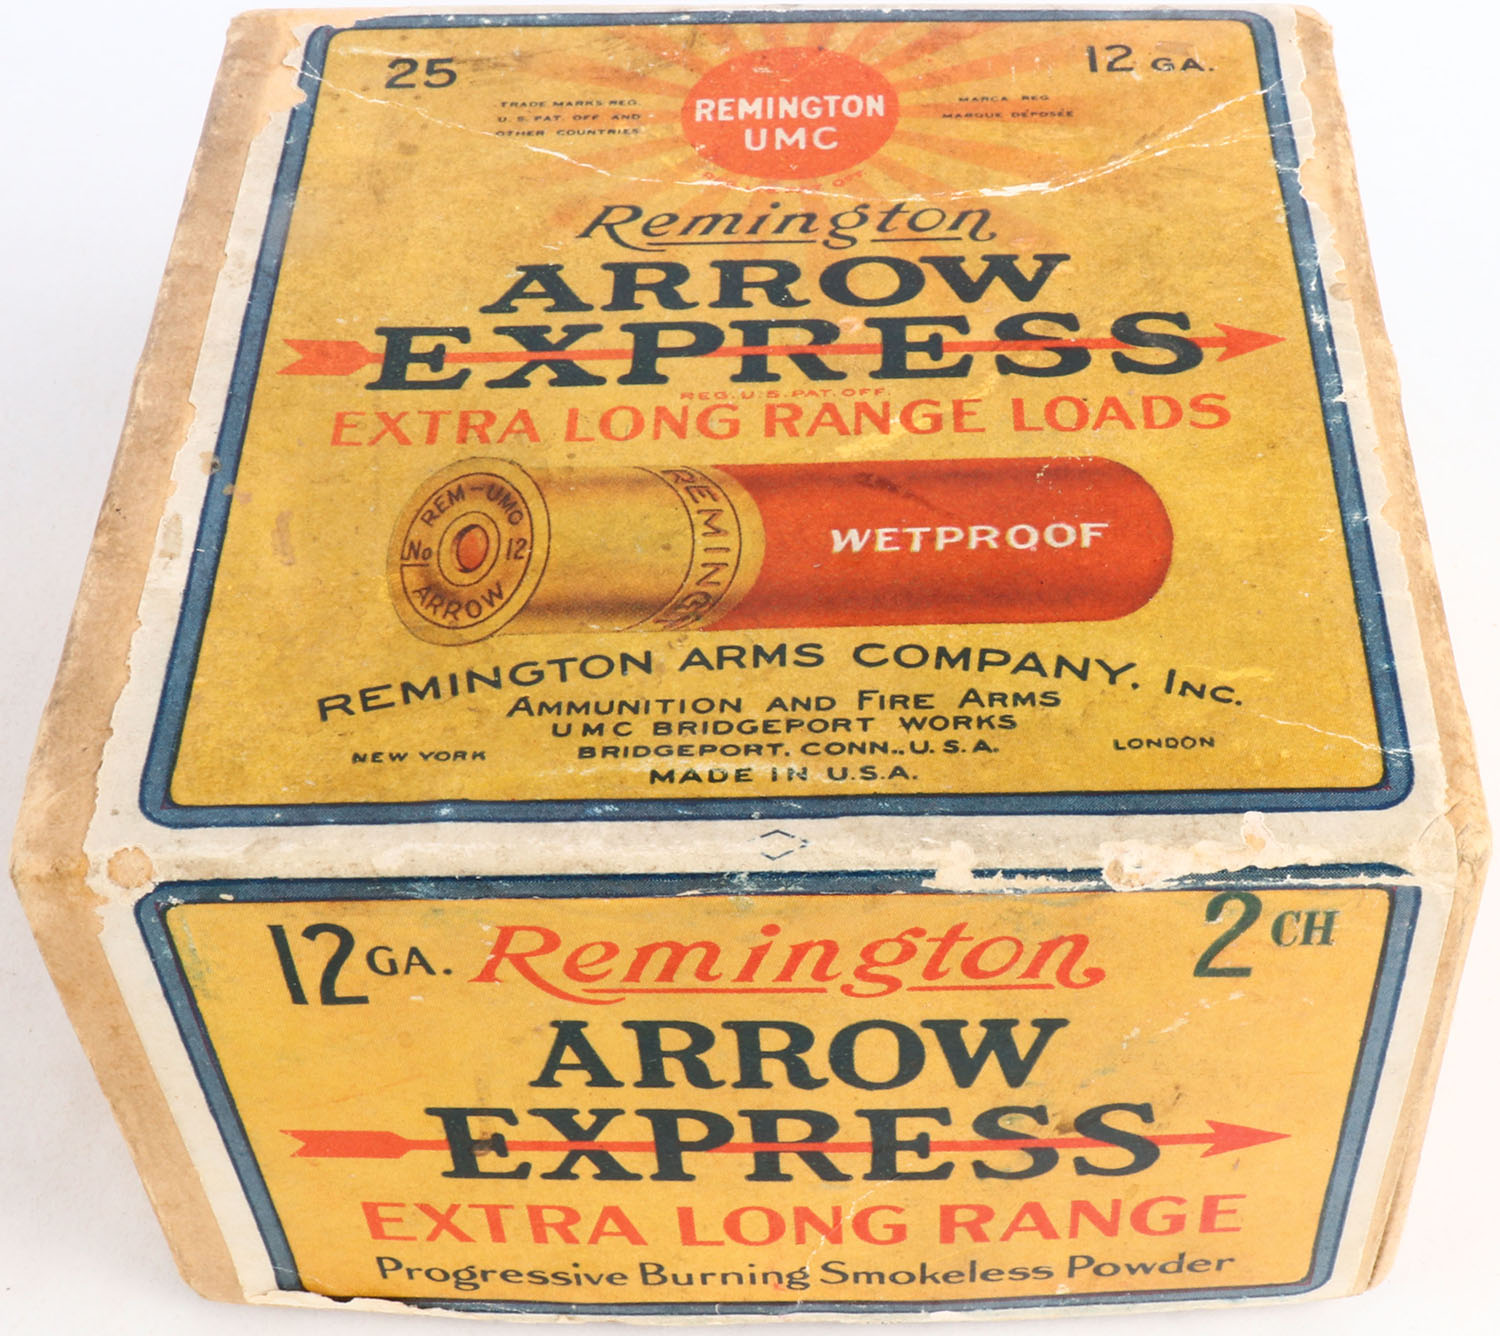 25
12 GA.
TRADE MARKS REG.
U.S. PAT. OFF. AND
OTHER COUNTRIES
REMINGTON
UMC
MARCA REG.
MARQUE DÉPOSÉE
Remington
ARROW
EXPRESS
REG. U.S. PAT. OFF.
EXTRA LONG RANGE LOADS
REM-UMC
No 12
ARROW
REMING
WETPROOF
REMINGTON ARMS COMPANY, INC.
AMMUNITION AND FIRE ARMS
UMC BRIDGEPORT WORKS
NEW YORK BRIDGEPORT, CONN., U.S.A. LONDON
MADE IN U.S.A.
12 GA. Remington 2 CH
ARROW
EXPRESS
EXTRA LONG RANGE
Progressive Burning Smokeless Powder